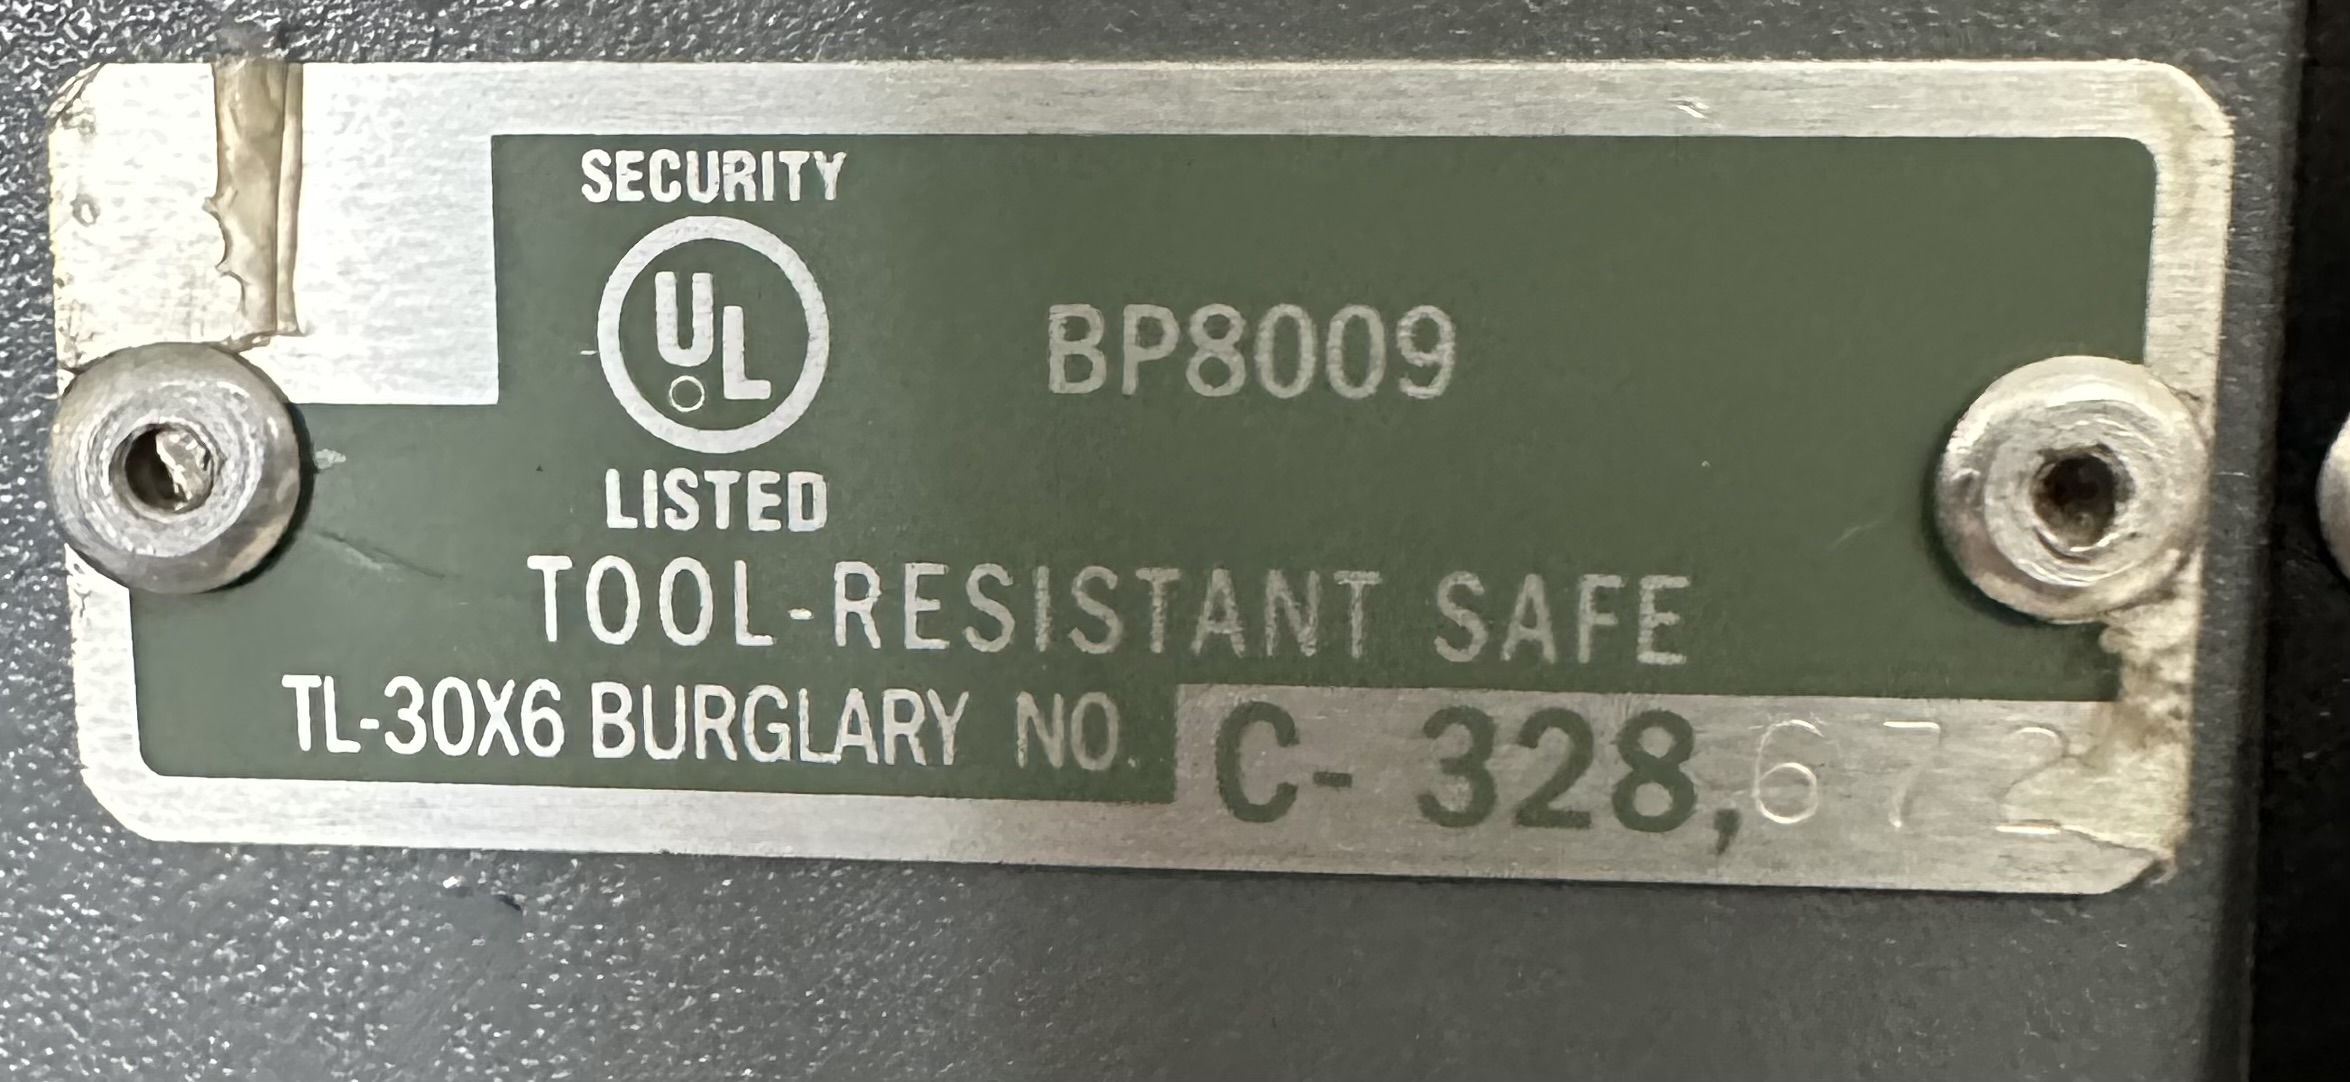 SECURITY
UL
LISTED
BP8009
TOOL-RESISTANT SAFE
TL-30X6 BURGLARY NO. C- 328,672